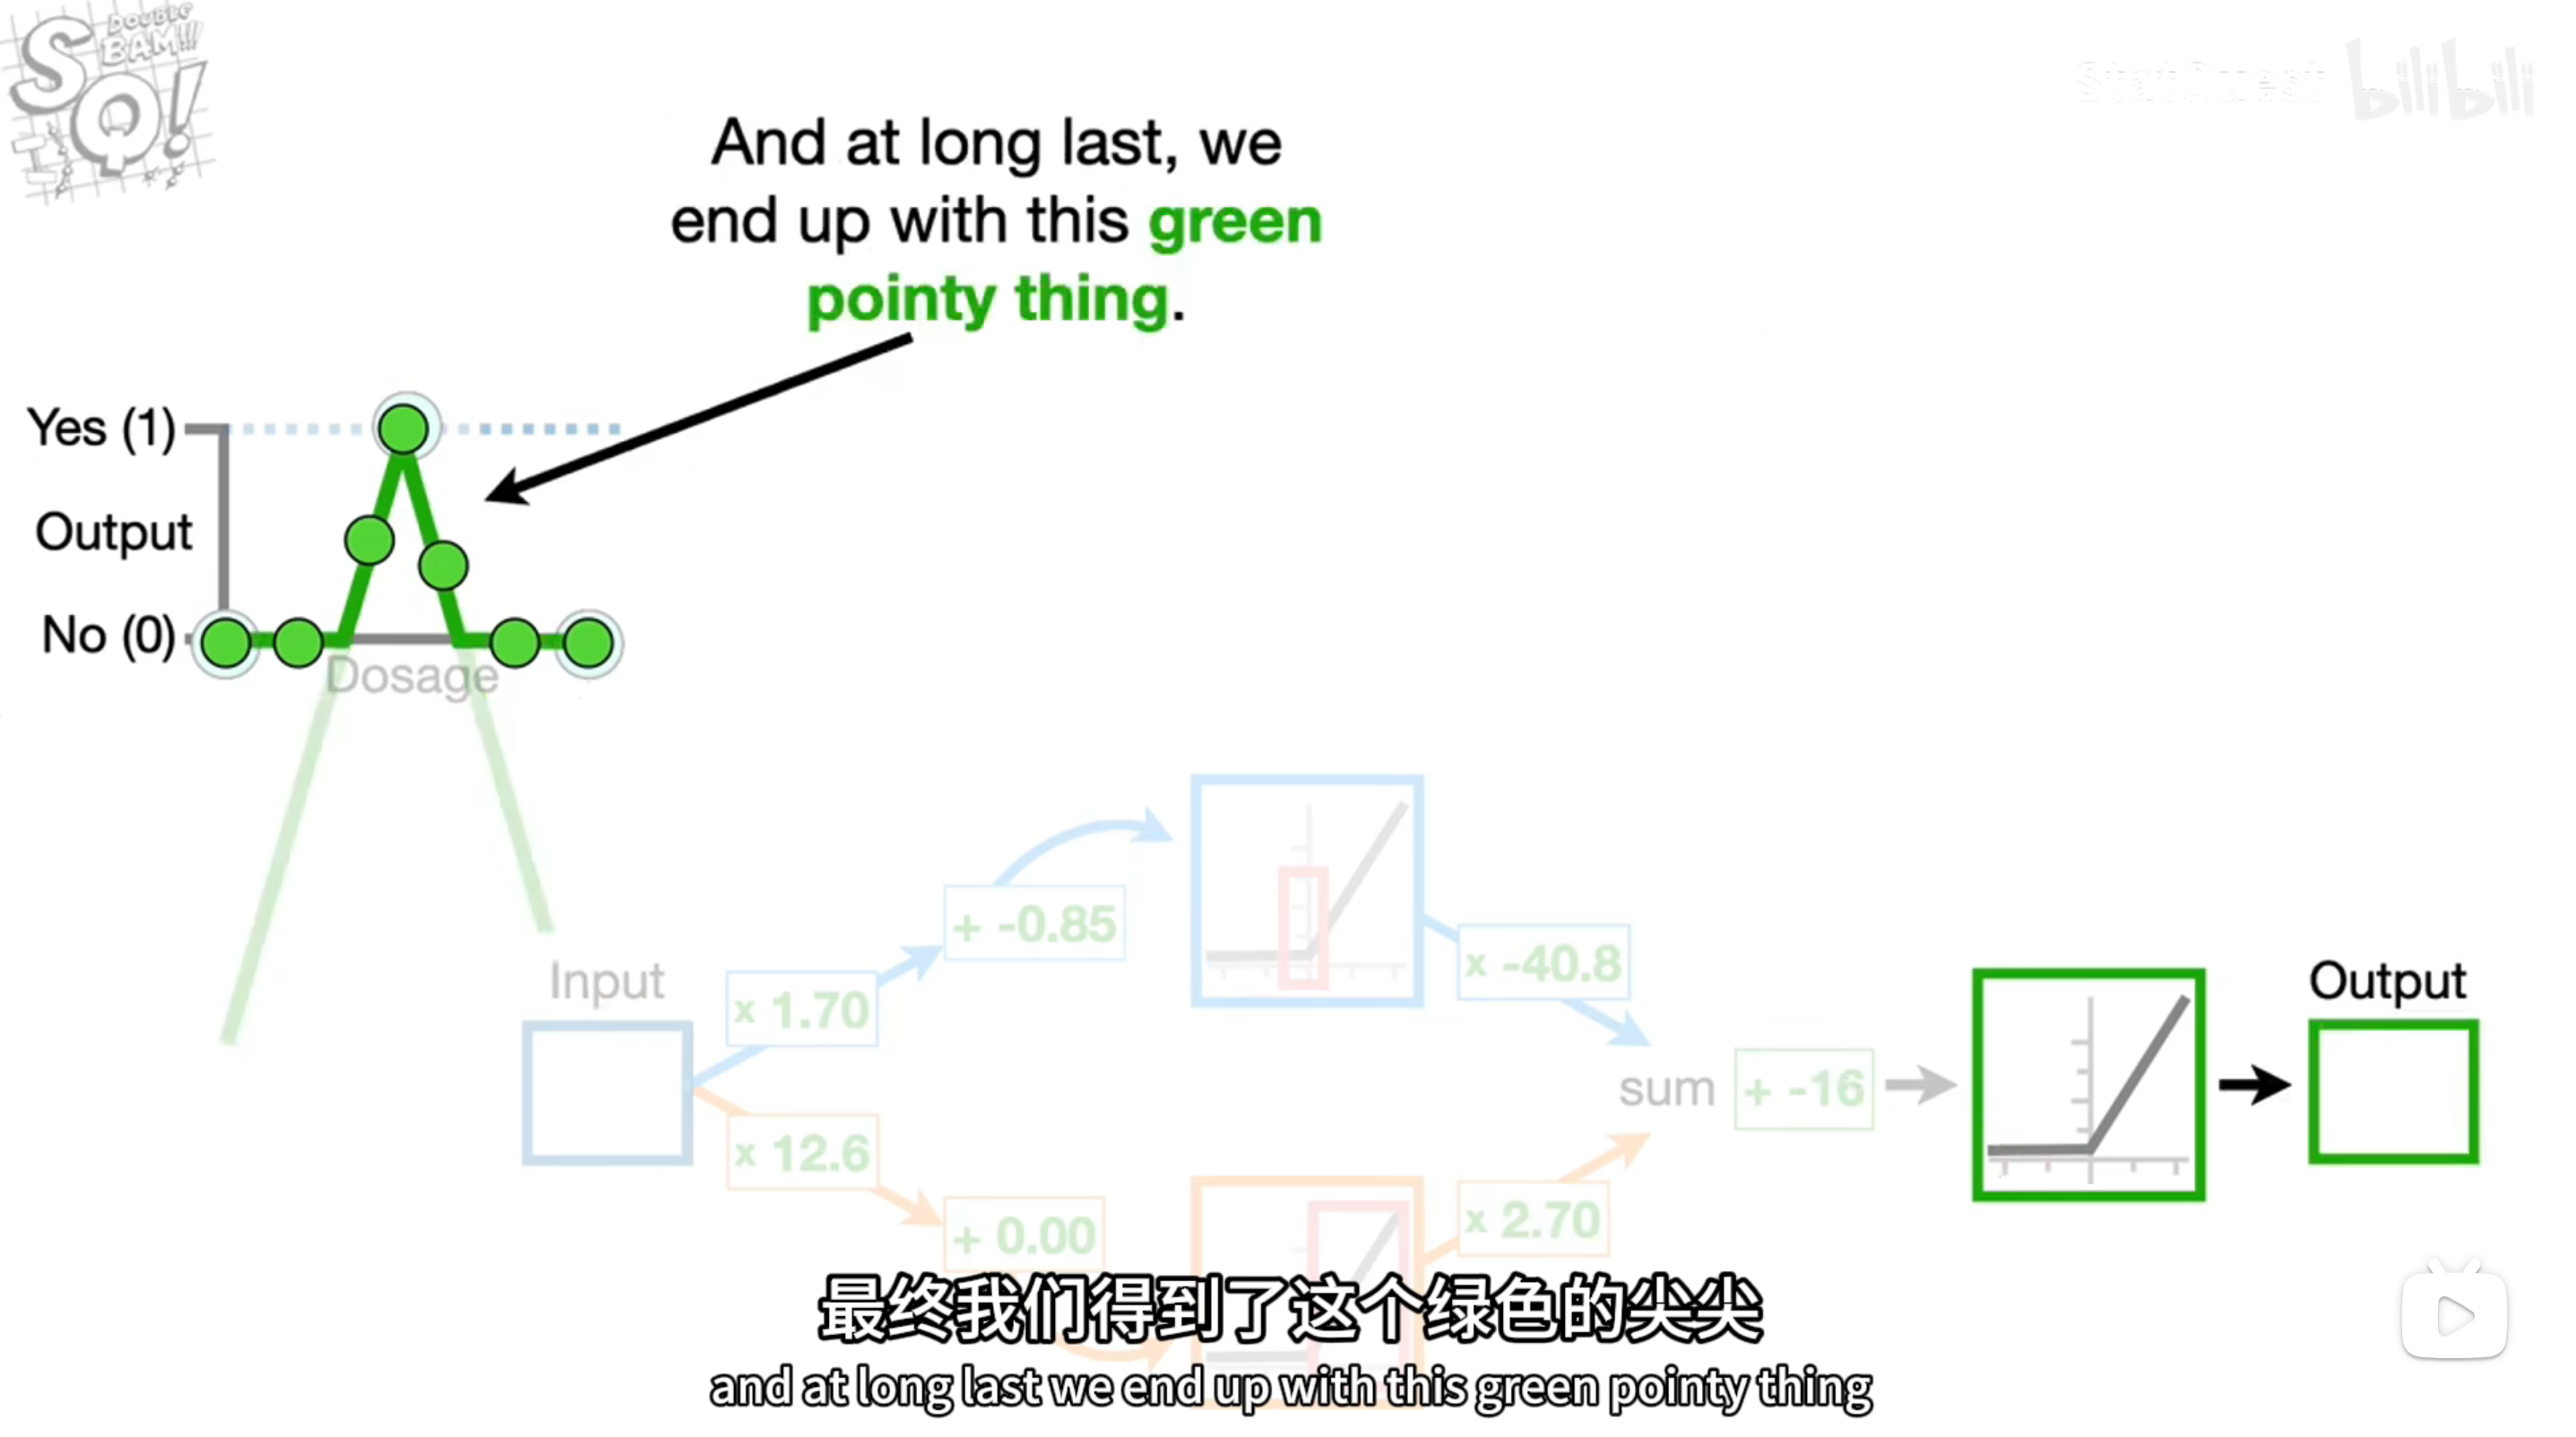 DOUBLE
BAM!!!
SQ!
StatQuest bilibili
And at long last, we
end up with this green
pointy thing.
Yes (1)
Output
No (0)
Dosage
+ -0.85
x -40.8
Input
x 1.70
Output
sum + -16
x 12.6
x 2.70
+ 0.00
最终我们得到了这个绿色的尖尖
and at long last we end up with this green pointy thing